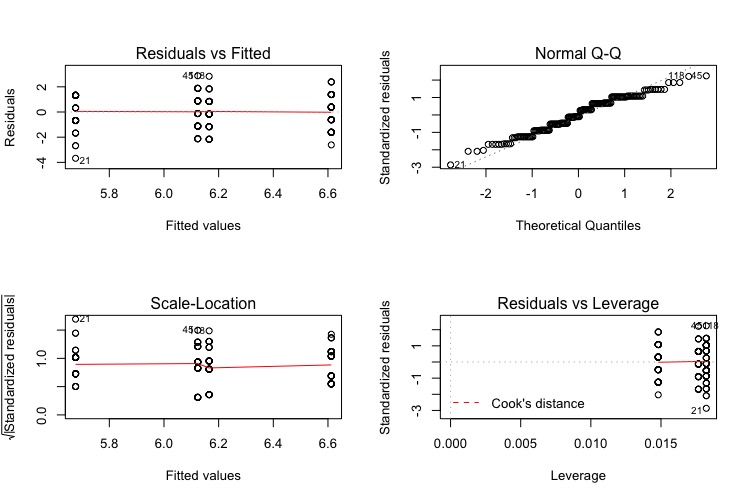 Residuals vs Fitted
Residuals
2
0
-2
-4
21
5.8
6.0
6.2
6.4
6.6
Fitted values
Normal Q-Q
Standardized residuals
1
-1
-3
118
45
21
-2
-1
0
1
2
Theoretical Quantiles
Scale-Location
√|Standardized residuals|
1.0
0.0
21
5.8
6.0
6.2
6.4
6.6
Fitted values
Residuals vs Leverage
Standardized residuals
1
-1
-3
118
21
Cook's distance
0.000
0.005
0.010
0.015
Leverage